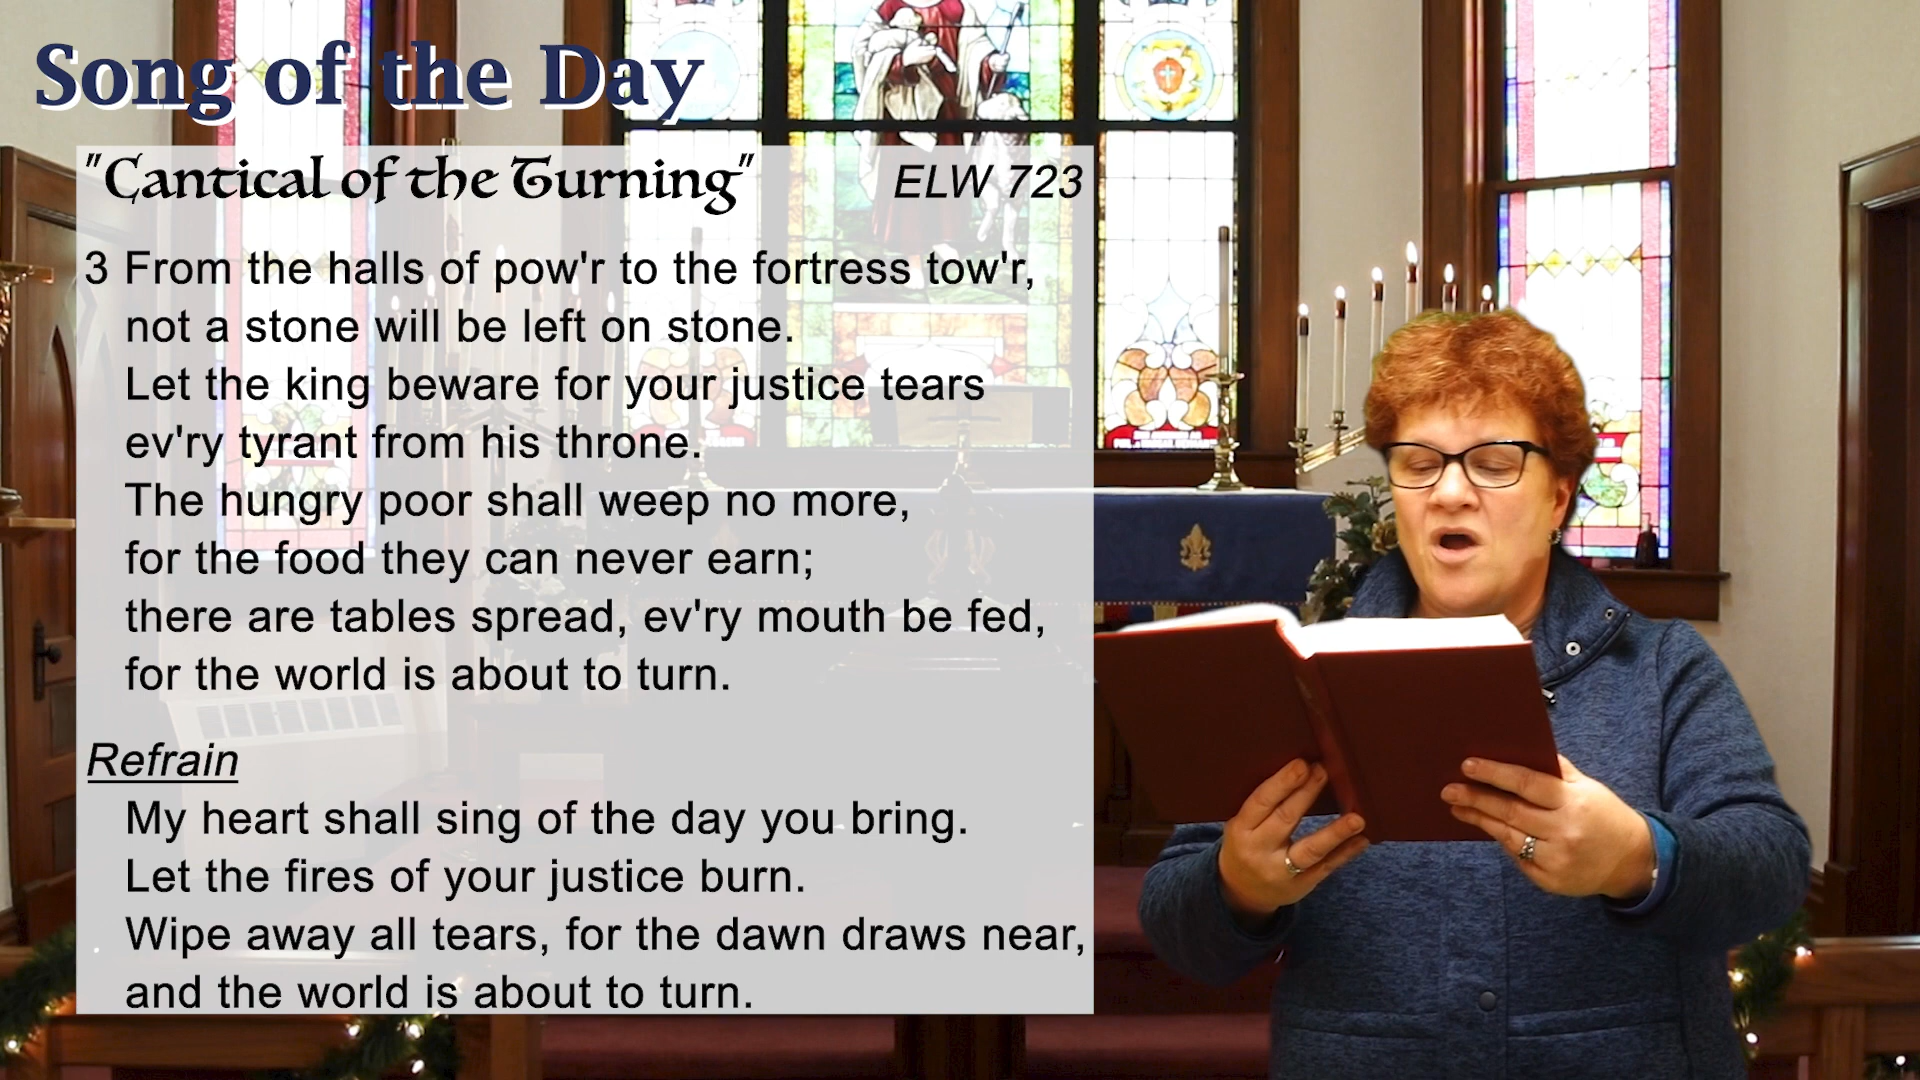 Song of the Day
"Cantical of the Turning" ELW 723
3 From the halls of pow'r to the fortress tow'r,
not a stone will be left on stone.
Let the king beware for your justice tears
ev'ry tyrant from his throne.
The hungry poor shall weep no more,
for the food they can never earn;
there are tables spread, ev'ry mouth be fed,
for the world is about to turn.
Refrain
My heart shall sing of the day you bring.
Let the fires of your justice burn.
Wipe away all tears, for the dawn draws near,
and the world is about to turn.